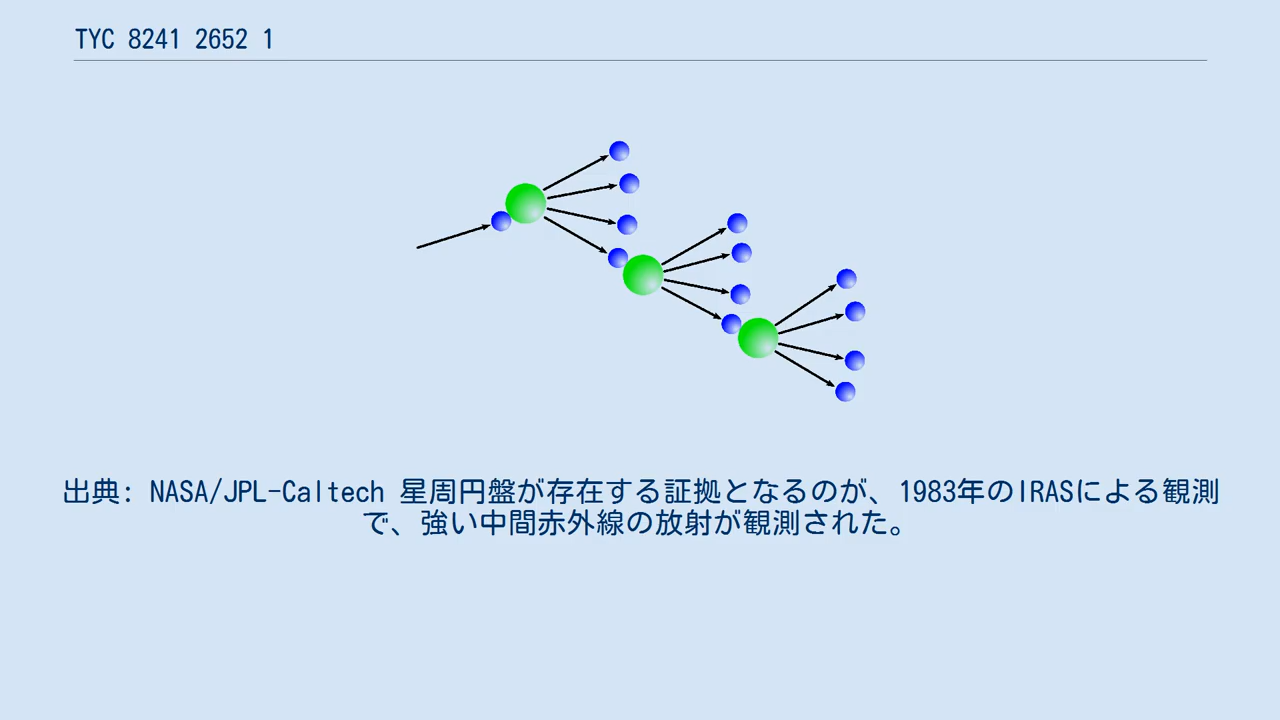 TYC 8241 2652 1
出典: NASA/JPL-Caltech 星周円盤が存在する証拠となるのが、1983年のIRASによる観測
で、強い中間赤外線の放射が観測された。